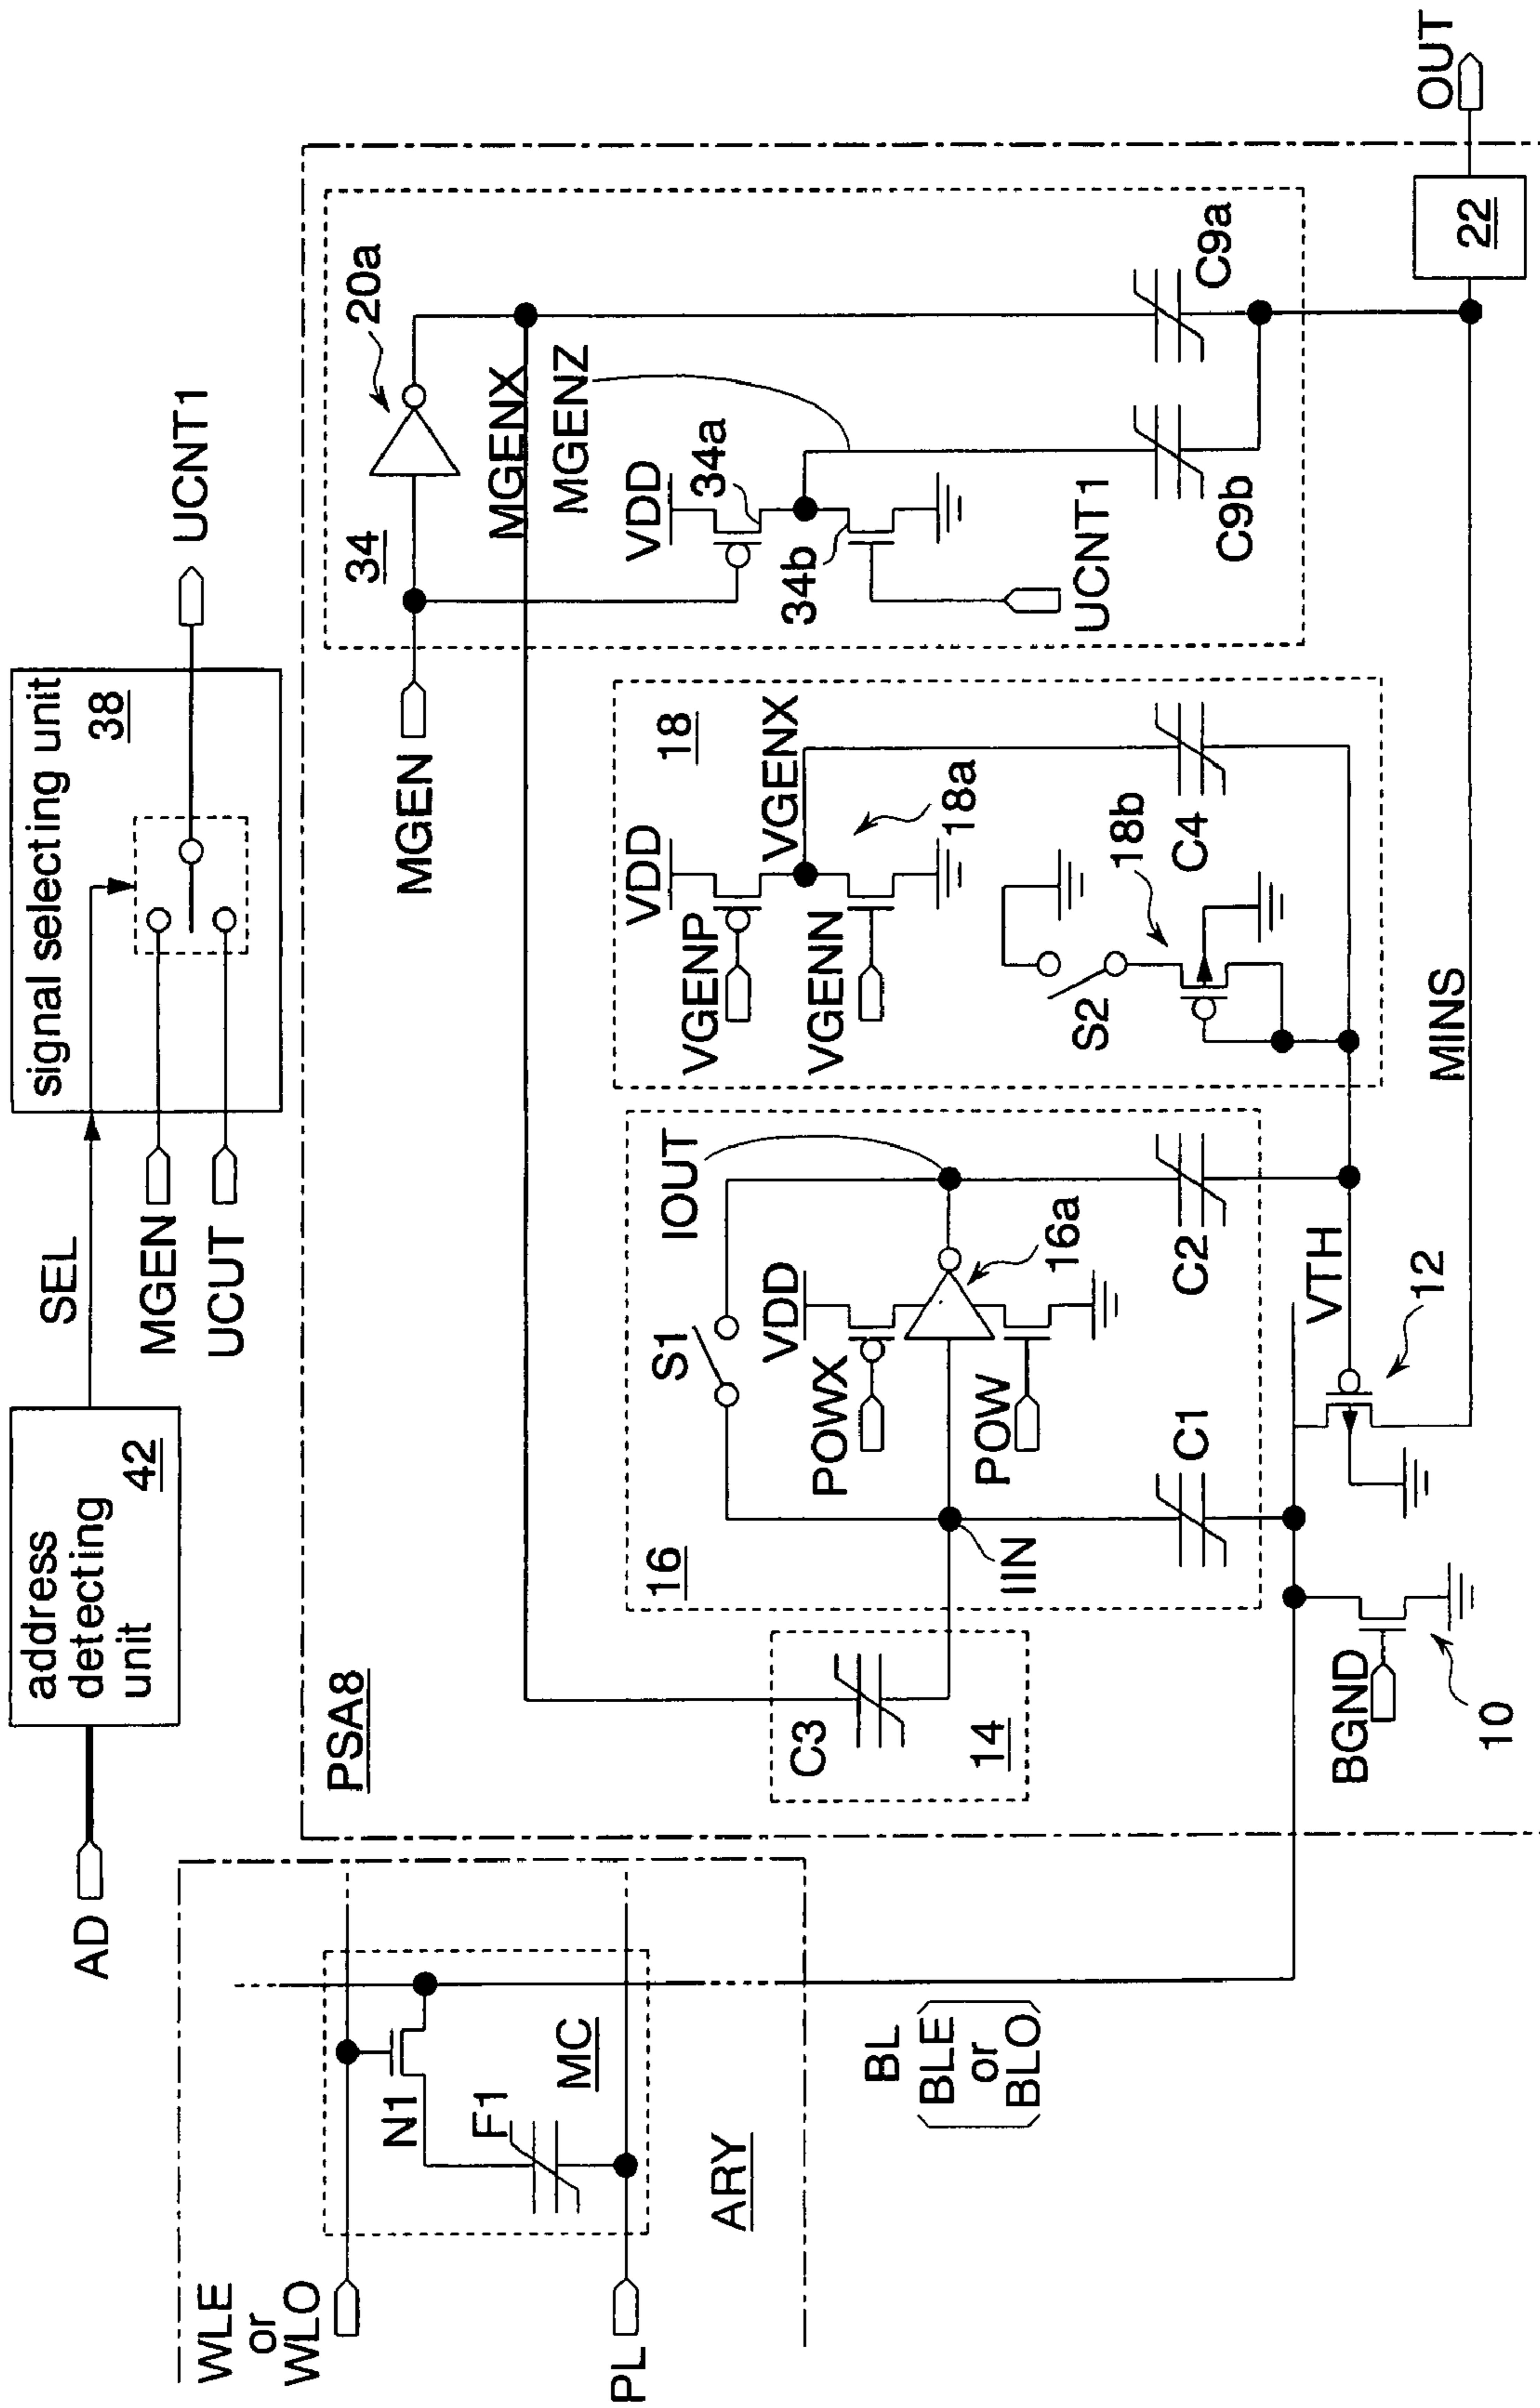 AD
address
detecting
unit
42
SEL
signal selecting unit
38
MGEN
UCUT
UCNT1
WLE
or
WLO
PL
N1
F1
MC
ARY
BL
BLE
or
BLO
PSA8
C3
14
16
S1
IOUT
VDD
POWX
POW
16a
IIN
C1
C2
BGND
10
VTH
12
MINS
18
VDD
VGENP
VGENN
VGENX
18a
S2
18b
C4
MGEN
34
20a
MGENX
MGENZ
VDD
34a
34b
UCNT1
C9b
C9a
22
OUT